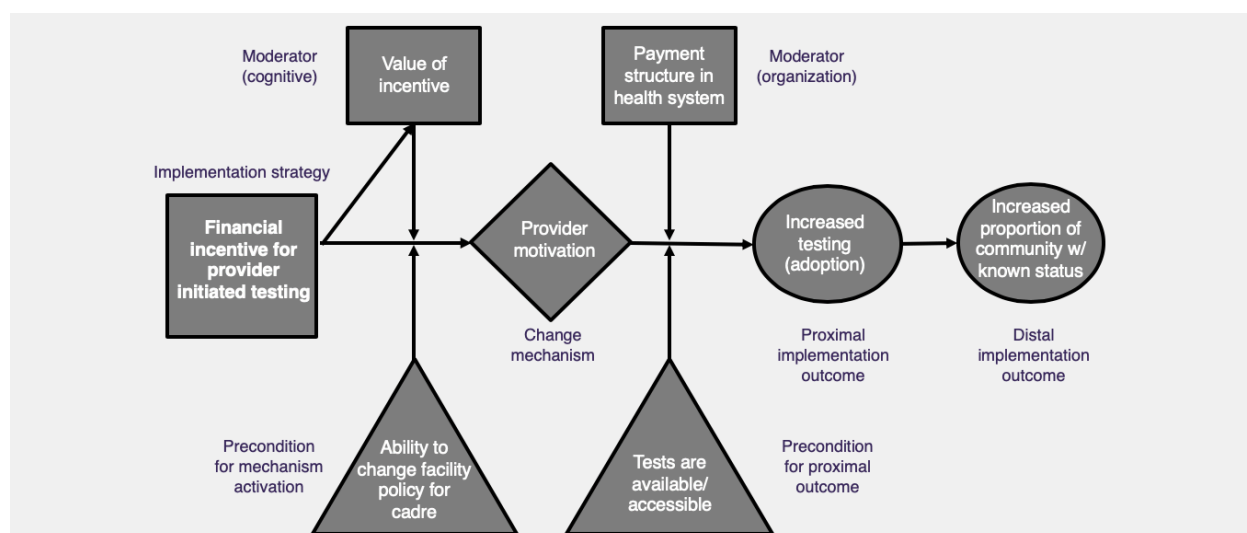 Moderator
(cognitive)
Value of
incentive
Payment
structure in
health system
Moderator
(organization)
Implementation strategy
Financial
incentive for
provider
initiated testing
Provider
motivation
Increased
testing
(adoption)
Increased
proportion of
community w/
known status
Change
mechanism
Proximal
implementation
outcome
Distal
implementation
outcome
Precondition
for mechanism
activation
Ability to
change facility
policy for
cadre
Tests are
available/
accessible
Precondition
for proximal
outcome